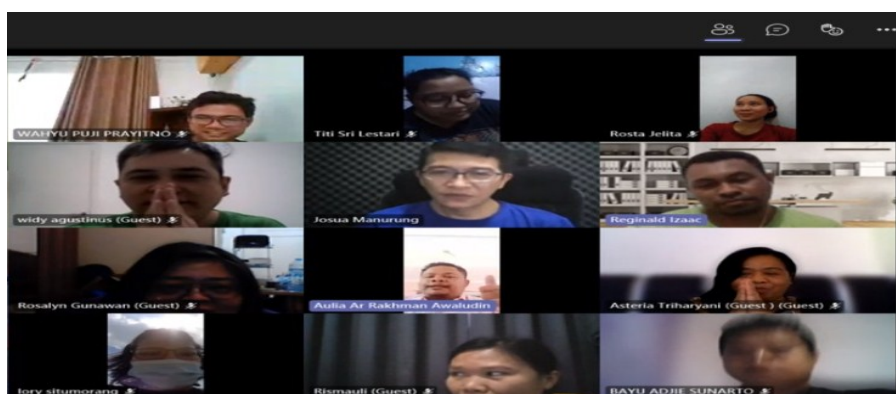 WAHYU PUJI PRAYITNO
Titi Sri Lestari
Rosta Jelita
widy agustinus (Guest)
Josua Manurung
Reginald Izaac
Rosalyn Gunawan (Guest)
Aulia Ar Rakhman Awaludin
Asteria Triharyani (Guest ) (Guest)
lory situmorang
Rismauli (Guest)
BAYU ADJIE SUNARTO